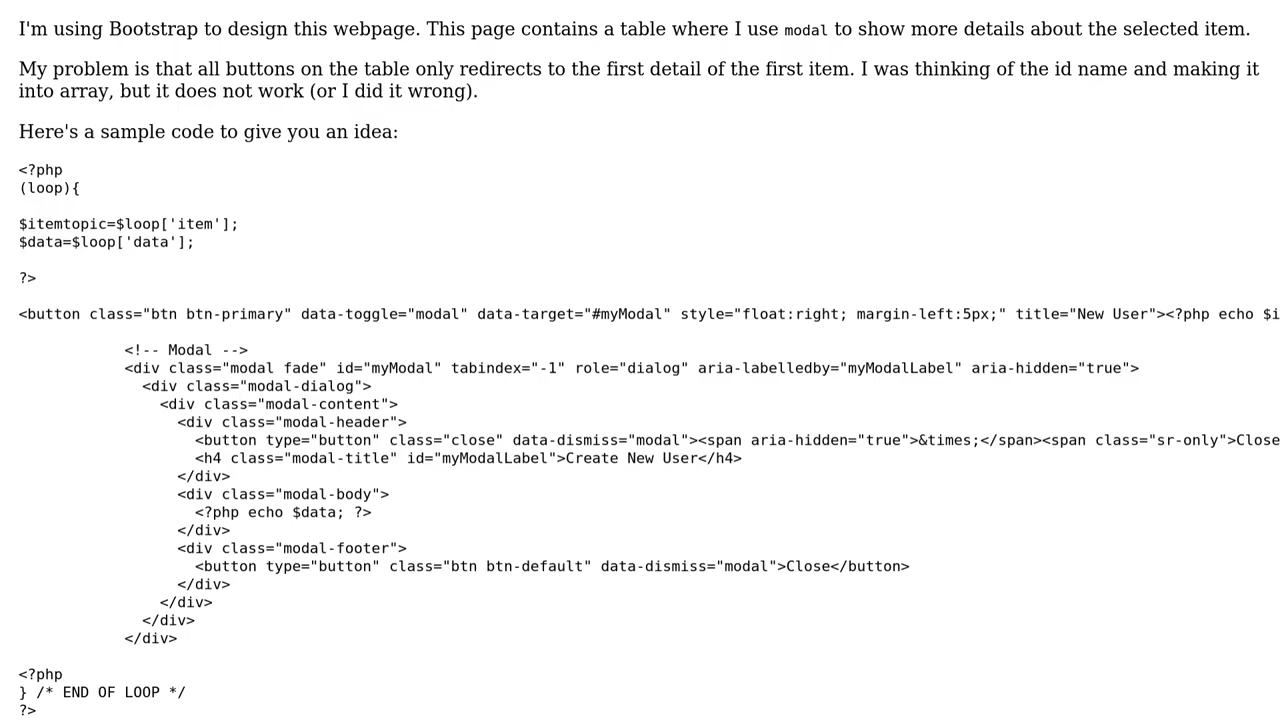 I'm using Bootstrap to design this webpage. This page contains a table where I use modal to show more details about the selected item.
My problem is that all buttons on the table only redirects to the first detail of the first item. I was thinking of the id name and making it
into array, but it does not work (or I did it wrong).
Here's a sample code to give you an idea:
<?php
(loop){
$itemtopic=$loop['item'];
$data=$loop['data'];
?>
<button class="btn btn-primary" data-toggle="modal" data-target="#myModal" style="float:right; margin-left:5px;" title="New User"><?php echo $i
<!-- Modal -->
<div class="modal fade" id="myModal" tabindex="-1" role="dialog" aria-labelledby="myModalLabel" aria-hidden="true">
<div class="modal-dialog">
<div class="modal-content">
<div class="modal-header">
<button type="button" class="close" data-dismiss="modal"><span aria-hidden="true">&times;</span><span class="sr-only">Close
<h4 class="modal-title" id="myModalLabel">Create New User</h4>
</div>
<div class="modal-body">
<?php echo $data; ?>
</div>
<div class="modal-footer">
<button type="button" class="btn btn-default" data-dismiss="modal">Close</button>
</div>
</div>
</div>
</div>
<?php
} /* END OF LOOP */
?>